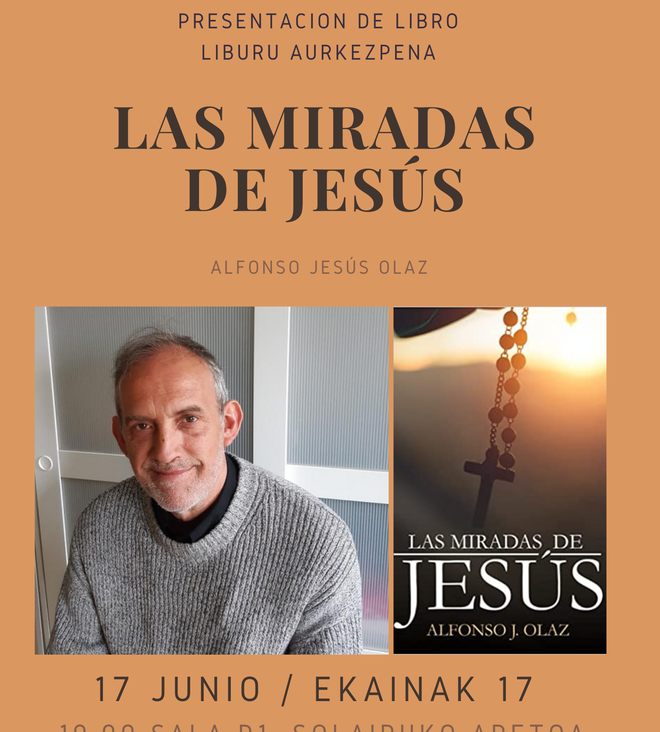 PRESENTACION DE LIBRO
LIBURU AURKEZPENA
LAS MIRADAS
DE JESÚS
ALFONSO JESÚS OLAZ
LAS MIRADAS DE
JESÚS
ALFONSO J. OLAZ
17 JUNIO / EKAINAK 17
SALA